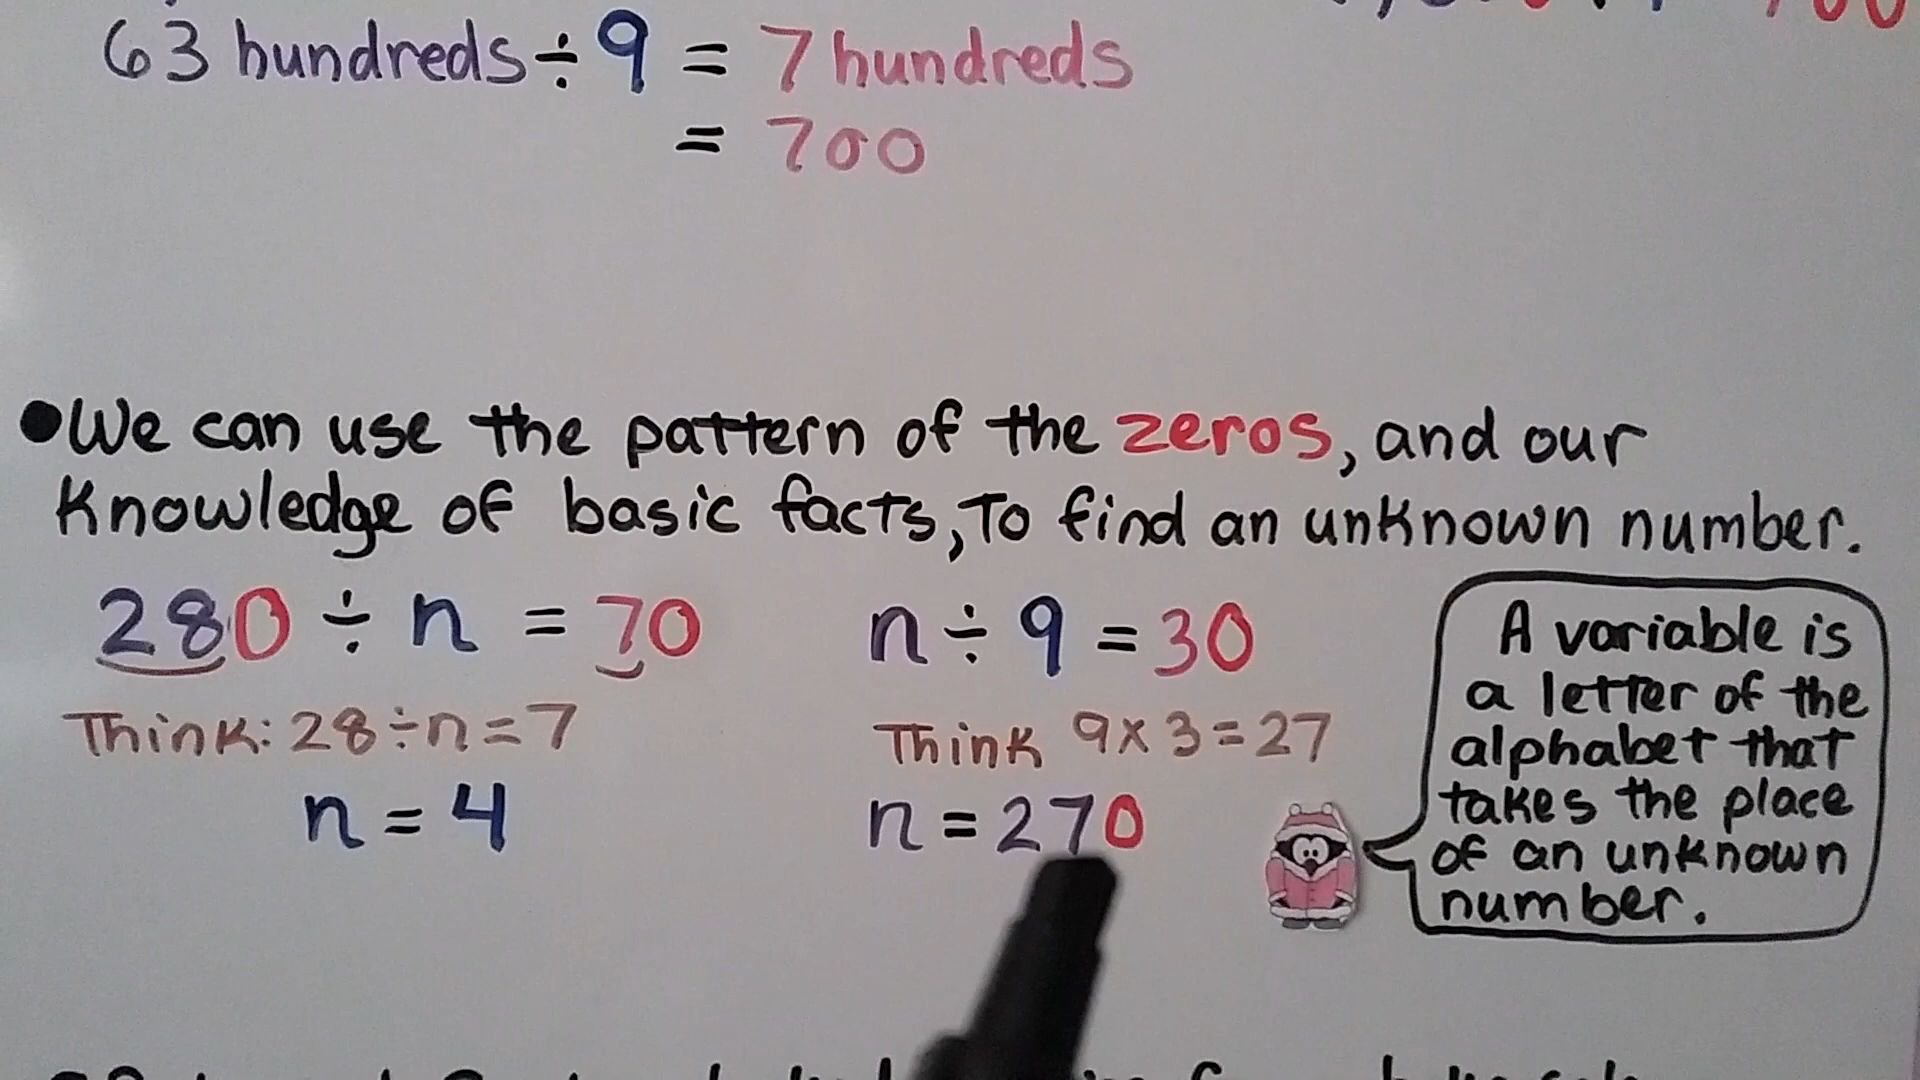 63 hundreds ÷ 9 = 7 hundreds
= 700
•We can use the pattern of the zeros, and our
Knowledge of basic facts, To find an unknown number.
280 ÷ n = 70
Think: 28 ÷ n = 7
n = 4
n ÷ 9 = 30
Think 9 x 3 = 27
n = 270
A variable is
a letter of the
alphabet that
takes the place
of an unknown
number.